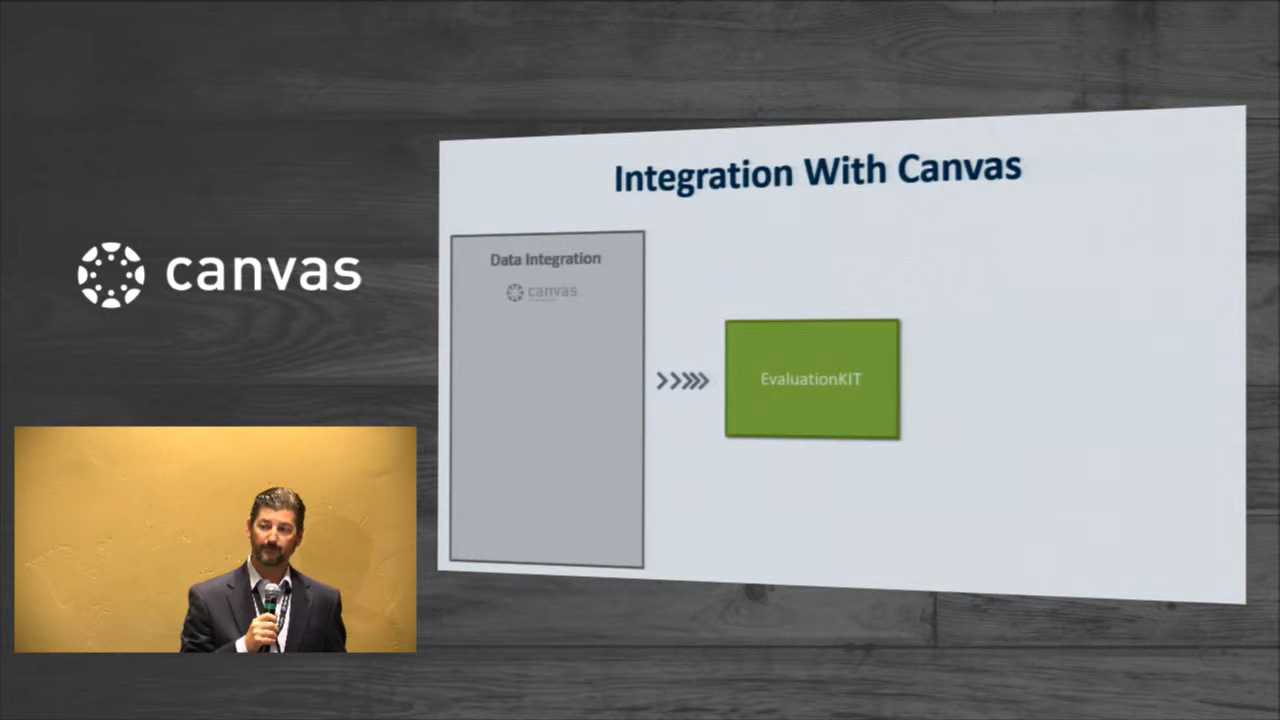 Integration With Canvas
canvas
Data Integration
canvas
EvaluationKIT